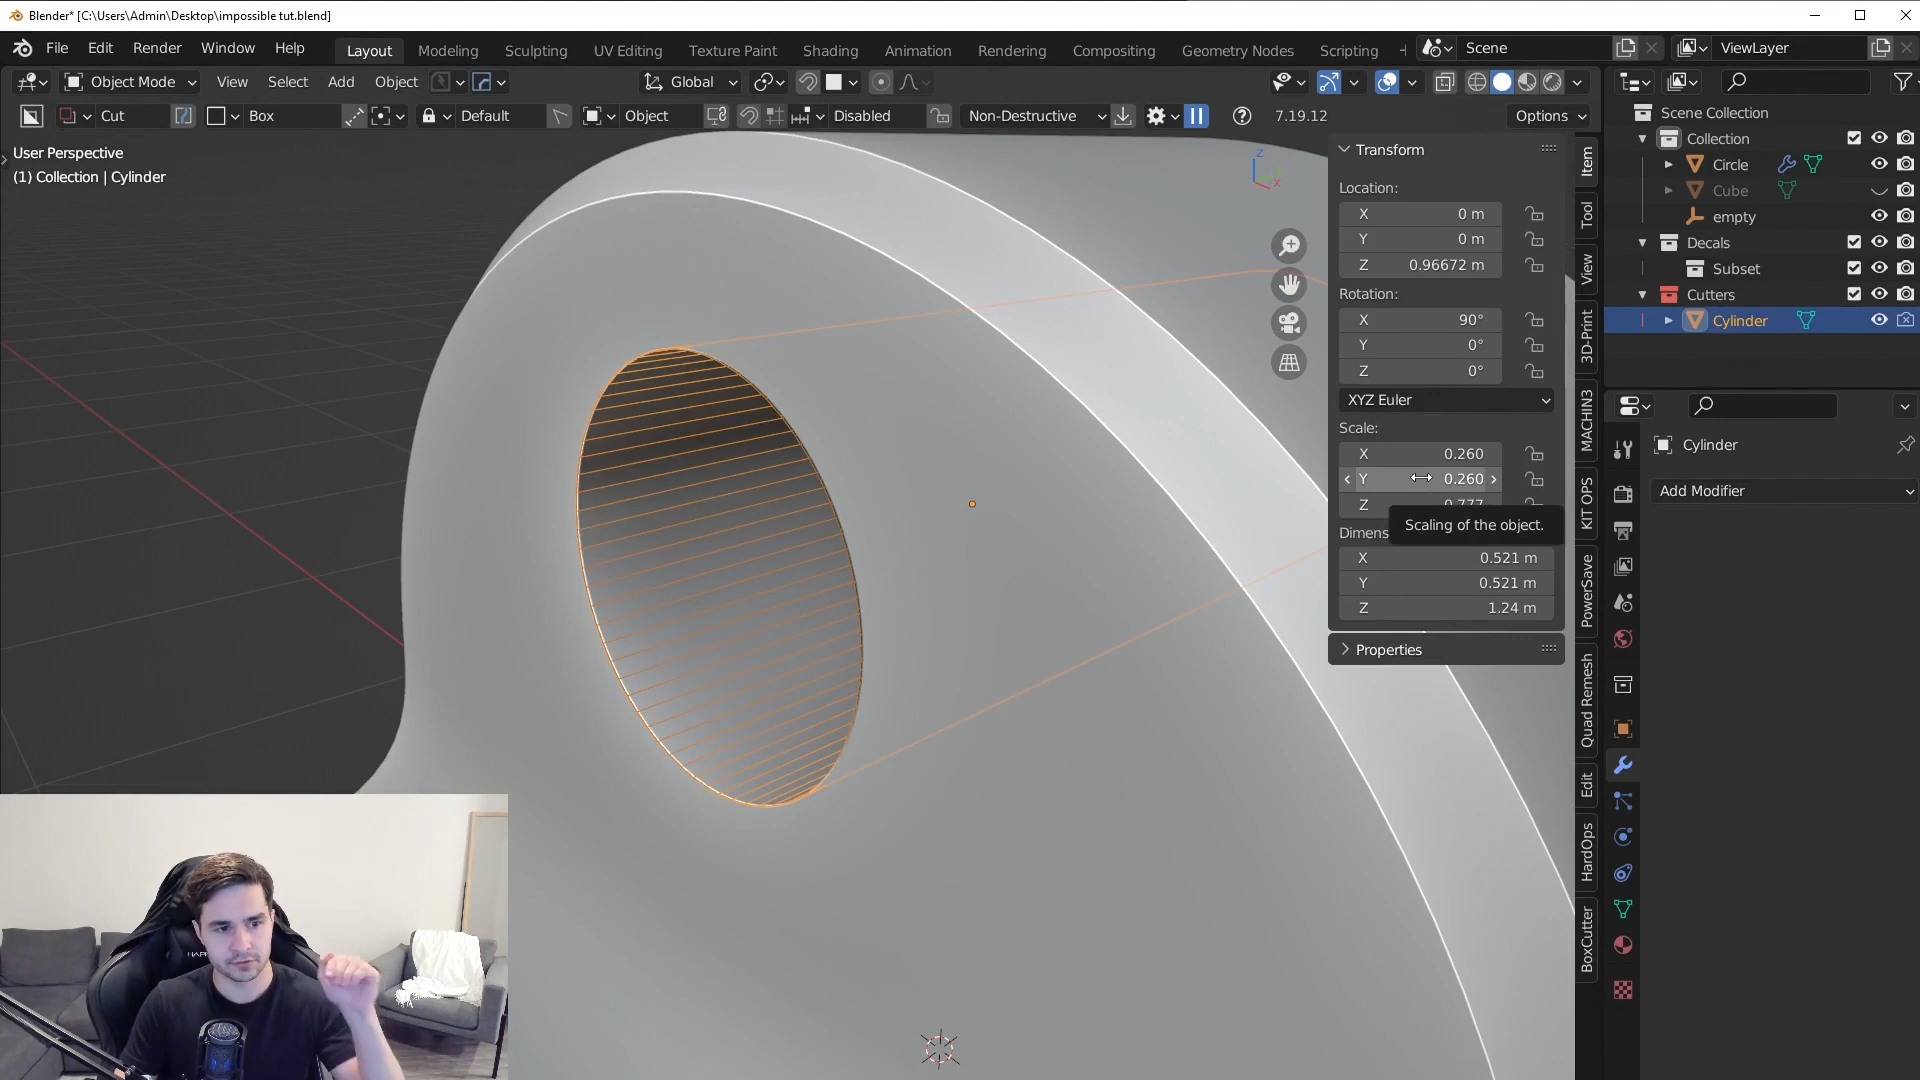 Blender* [C:\Users\Admin\Desktop\impossible tut.blend]
File Edit Render Window Help
Layout Modeling Sculpting UV Editing Texture Paint Shading Animation Rendering Compositing Geometry Nodes Scripting
Scene
ViewLayer
Object Mode View Select Add Object
Global
Cut Box Default Object Disabled Non-Destructive 7.19.12 Options
User Perspective
(1) Collection | Cylinder
Z
X
Transform
Location:
X 0 m
Y 0 m
Z 0.96672 m
Rotation:
X 90°
Y 0°
Z 0°
XYZ Euler
Scale:
X 0.260
Y 0.260
Z 0.777
Scaling of the object.
Dimens
X 0.521 m
Y 0.521 m
Z 1.24 m
Properties
Item
Tool
View
3D-Print
MACHIN3
KIT OPS
PowerSave
Quad Remesh
Edit
HardOps
BoxCutter
Scene Collection
Collection
Circle
Cube
empty
Decals
Subset
Cutters
Cylinder
Cylinder
Add Modifier